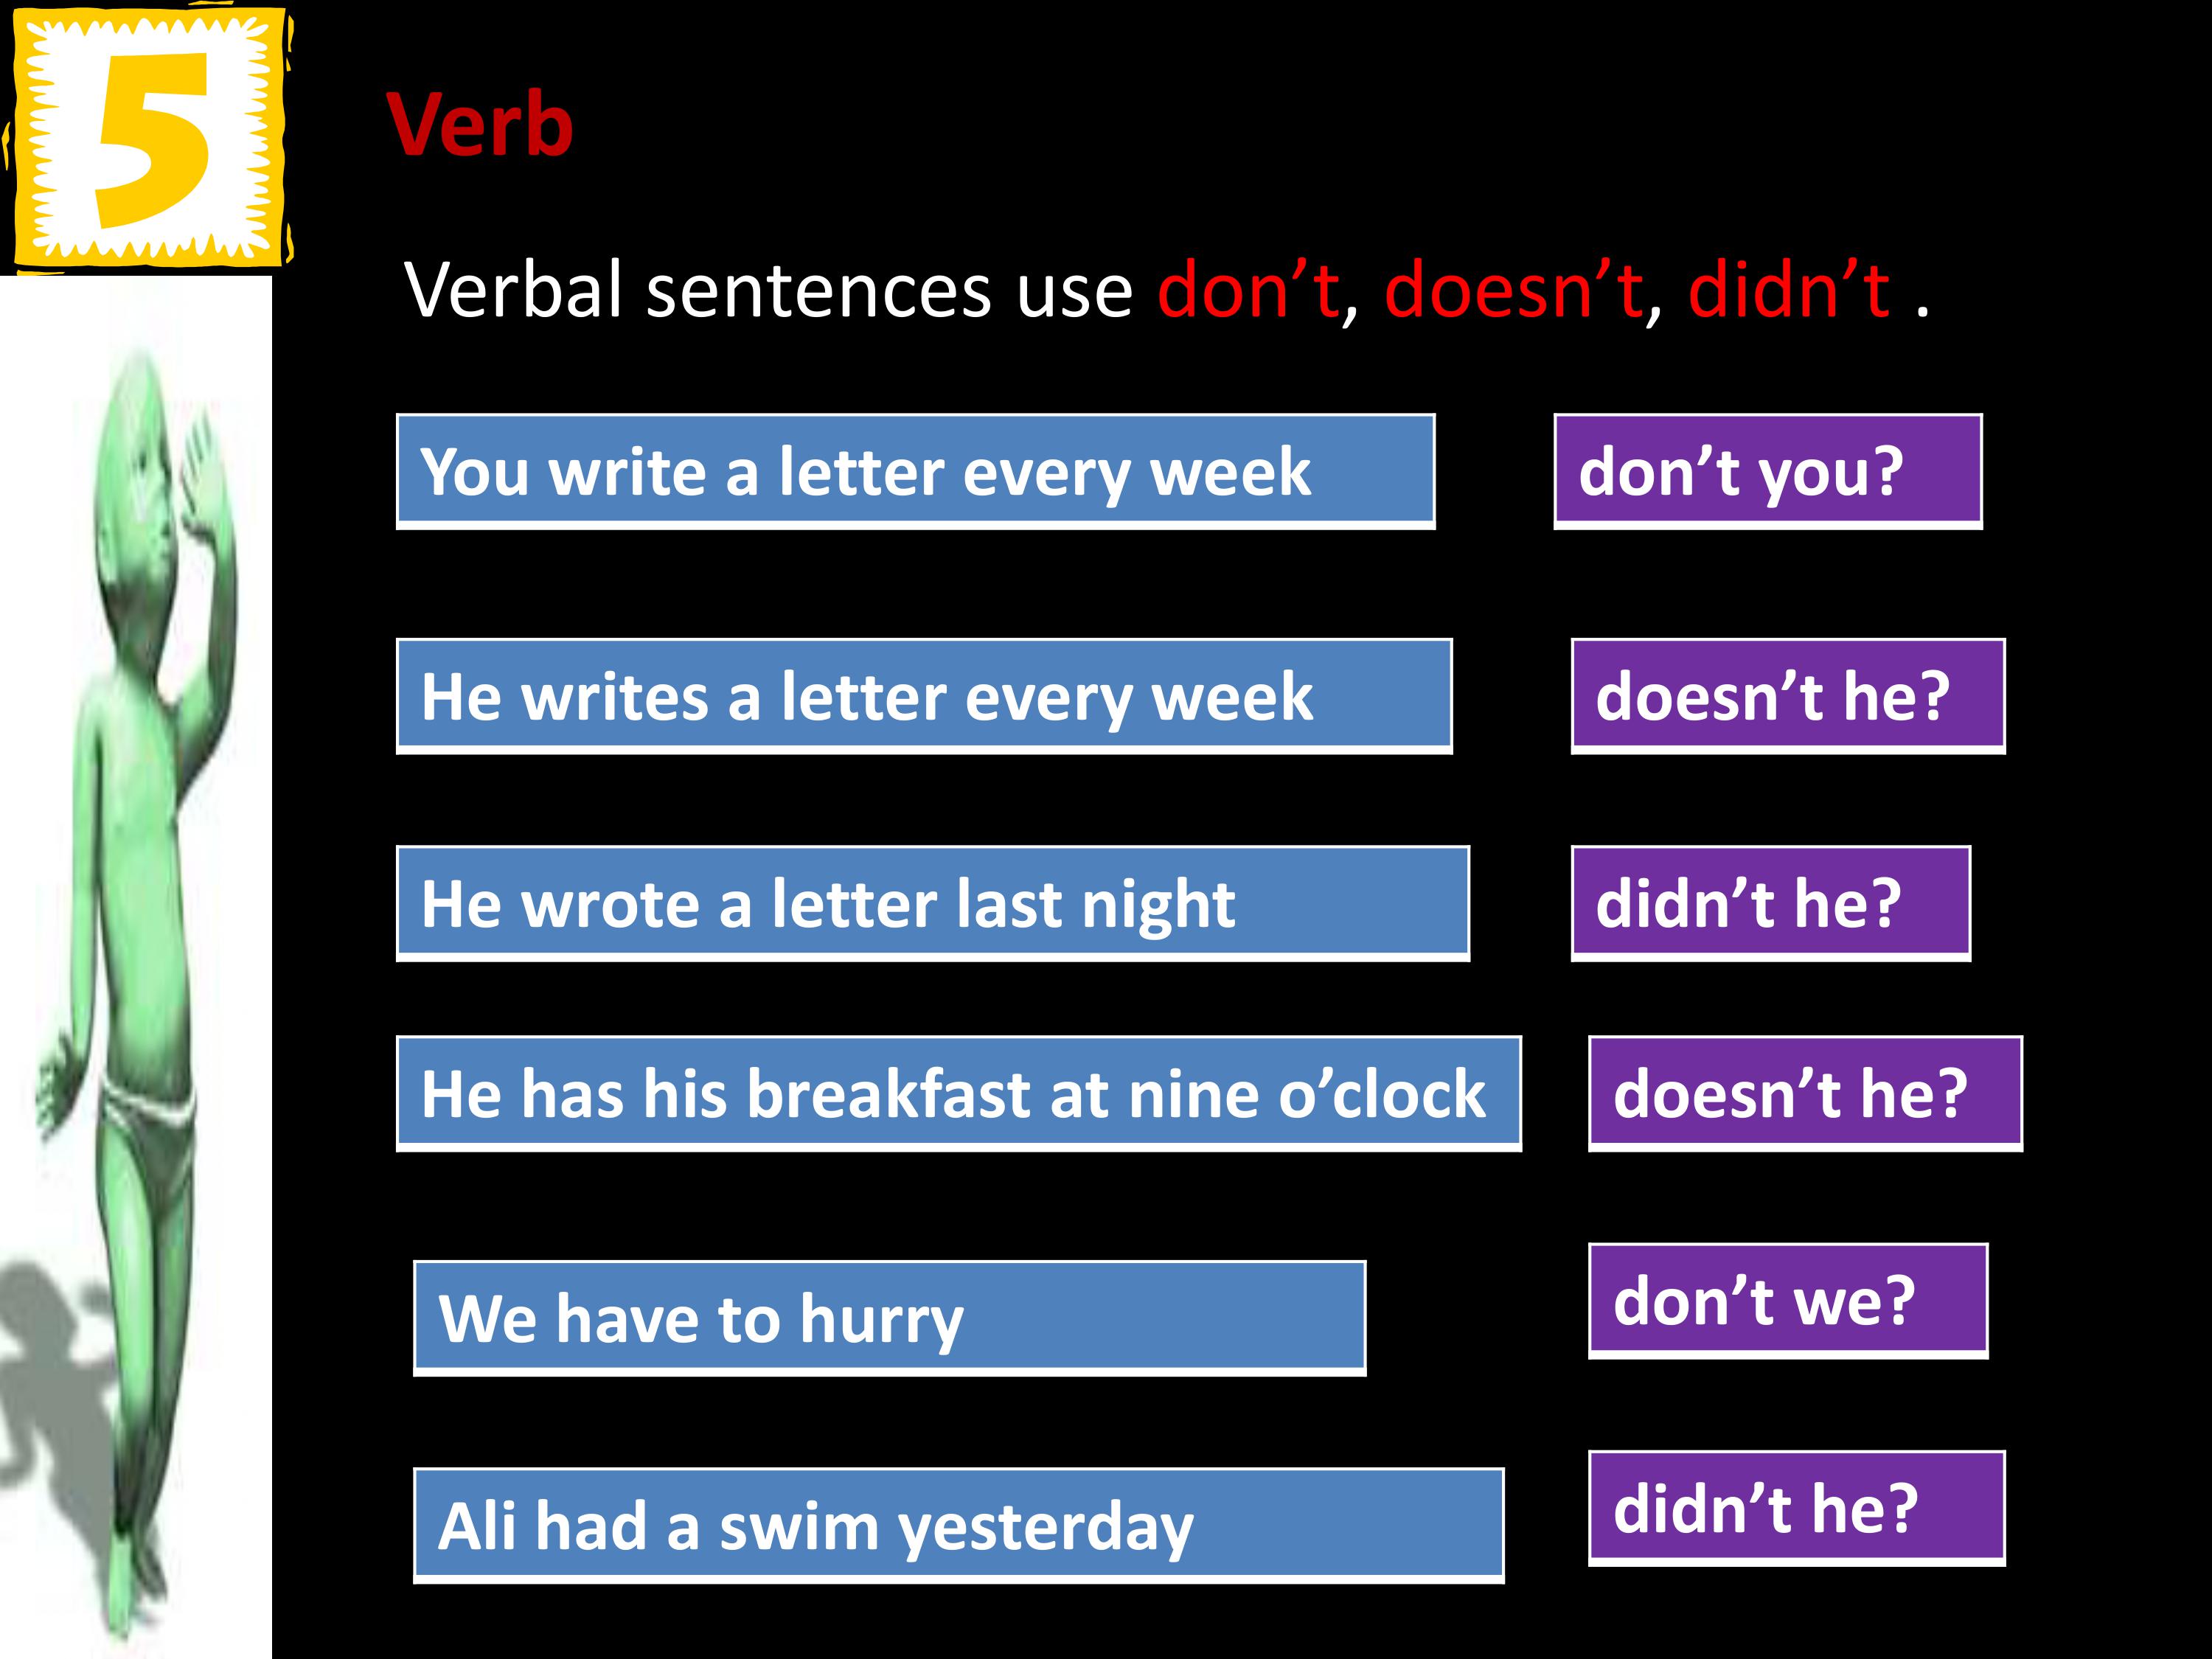 5
Verb
Verbal sentences use don’t, doesn’t, didn’t .
You write a letter every week don’t you?
He writes a letter every week doesn’t he?
He wrote a letter last night didn’t he?
He has his breakfast at nine o’clock doesn’t he?
We have to hurry don’t we?
Ali had a swim yesterday didn’t he?